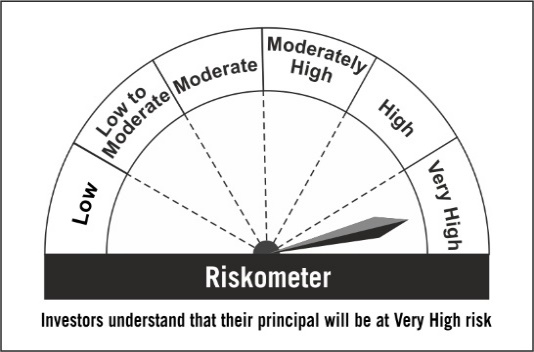 Low
Low to
Moderate
Moderate
Moderately
High
High
Very High
Riskometer
Investors understand that their principal will be at Very High risk